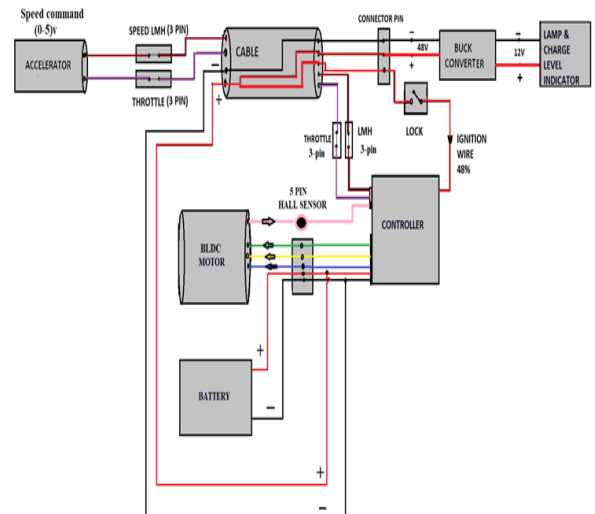 Speed command
(0-5)v
ACCELERATOR
SPEED LMH (3 PIN)
THROTTLE (3 PIN)
CABLE
−
+
CONNECTOR PIN
−
48V
+
BUCK
CONVERTER
−
12V
+
LAMP &
CHARGE
LEVEL
INDICATOR
LOCK
IGNITION
WIRE
48%
THROTTLE
3-pin
LMH
3-pin
5 PIN
HALL SENSOR
CONTROLLER
BLDC
MOTOR
+
BATTERY
−
+
−